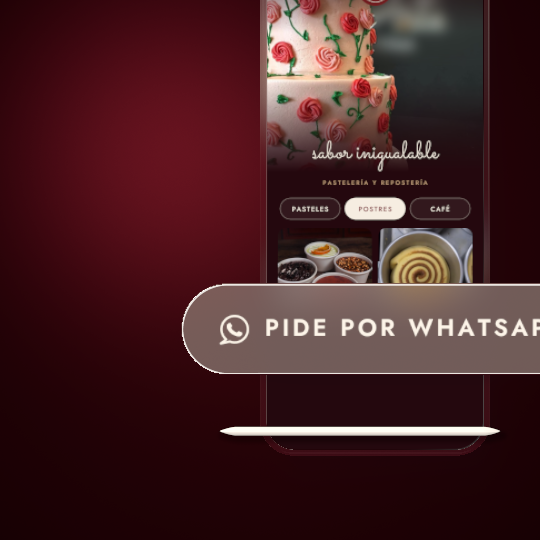 sabor inigualable
PASTELERÍA Y REPOSTERÍA
PASTELES
POSTRES
CAFÉ
PIDE POR WHATSAP